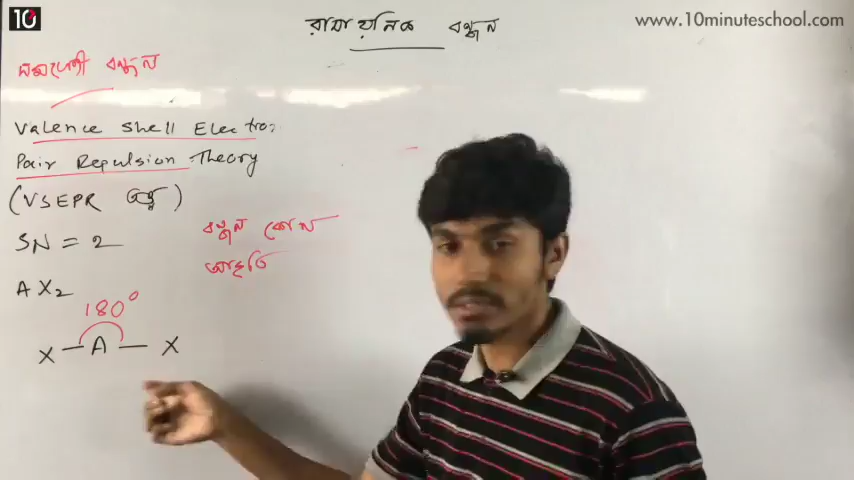 10
রাসায়নিক বন্ধন
www.10minuteschool.com
সমযোজী বন্ধন
Valence Shell Electron
Pair Repulsion Theory
(VSEPR তত্ত্ব)
SN = 2
বন্ধন কোন
আকৃতি
AX₂
180°
X — A — X